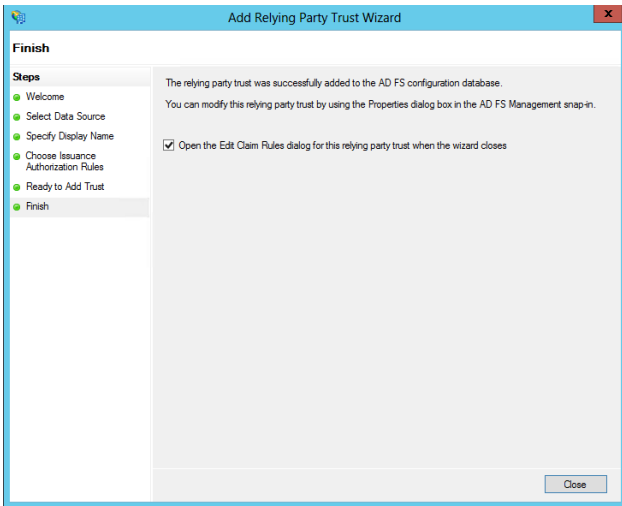 Add Relying Party Trust Wizard
x
Finish
Steps
Welcome
Select Data Source
Specify Display Name
Choose Issuance
Authorization Rules
Ready to Add Trust
Finish
The relying party trust was successfully added to the AD FS configuration database.
You can modify this relying party trust by using the Properties dialog box in the AD FS Management snap-in.
Open the Edit Claim Rules dialog for this relying party trust when the wizard closes
Close